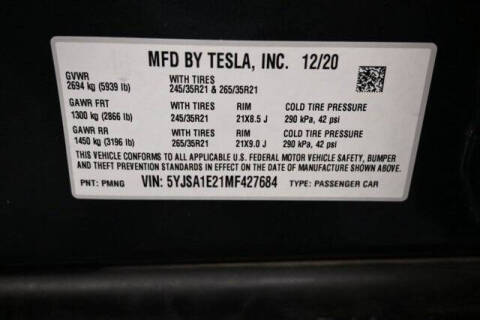 MFD BY TESLA, INC. 12/20
GVWR WITH TIRES
2694 kg (5939 lb) 245/35R21 & 265/35R21
GAWR FRT WITH TIRES RIM COLD TIRE PRESSURE
1300 kg (2866 lb) 245/35R21 21X8.5 J 290 kPa, 42 psi
GAWR RR WITH TIRES RIM COLD TIRE PRESSURE
1450 kg (3196 lb) 265/35R21 21X9.0 J 290 kPa, 42 psi
THIS VEHICLE CONFORMS TO ALL APPLICABLE U.S. FEDERAL MOTOR VEHICLE SAFETY, BUMPER
AND THEFT PREVENTION STANDARDS IN EFFECT ON THE DATE OF MANUFACTURE SHOWN ABOVE.
PNT: PMNG VIN: 5YJSA1E21MF427684 TYPE: PASSENGER CAR